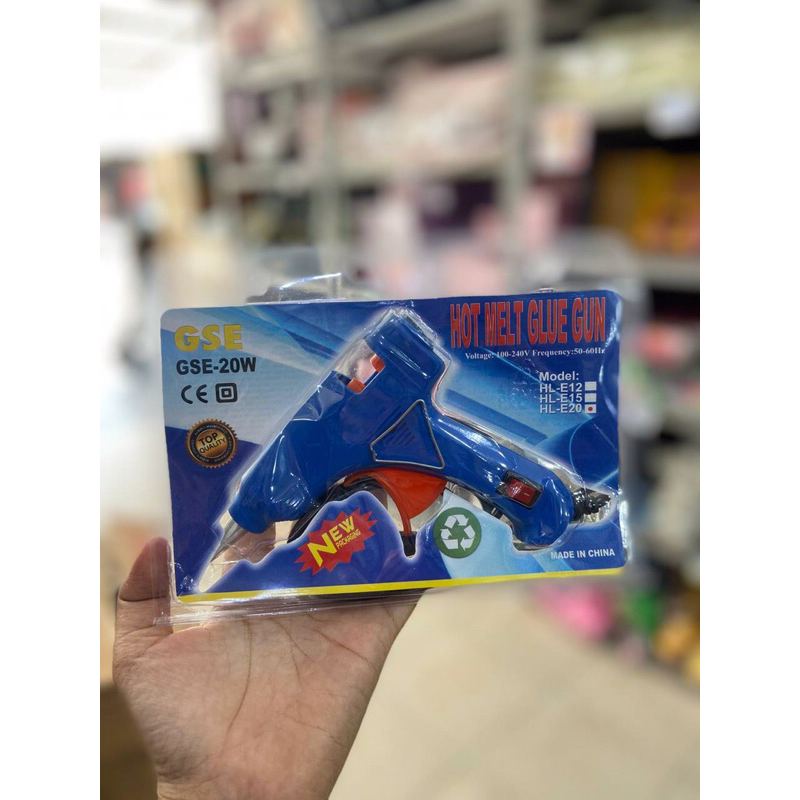 GSE
GSE-20W
CE
TOP
QUALITY
HOT MELT GLUE GUN
Voltage: 100-240V Frequency:50-60Hz
Model:
HL-E12
HL-E15
HL-E20
NEW
PACKAGING
MADE IN CHINA